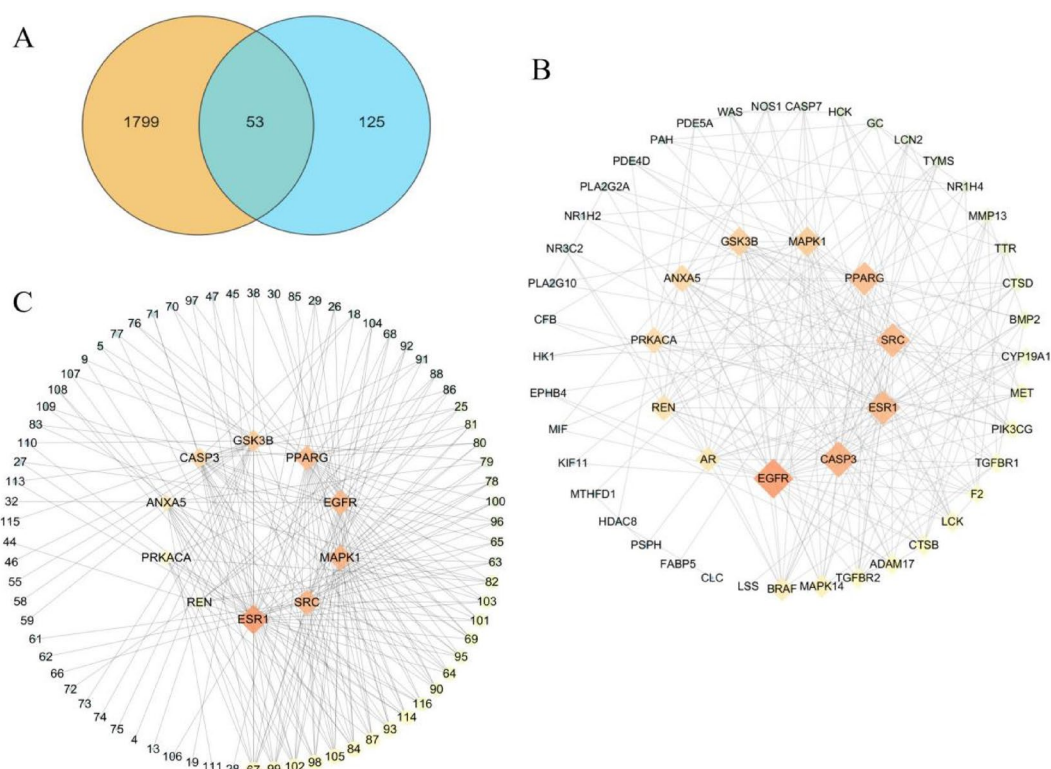 A
1799
53
125
B
WAS
NOS1
CASP7
HCK
PDE5A
GC
PAH
LCN2
PDE4D
TYMS
PLA2G2A
NR1H4
NR1H2
MMP13
NR3C2
TTR
PLA2G10
CTSD
CFB
BMP2
HK1
CYP19A1
EPHB4
MET
MIF
PIK3CG
KIF11
TGFBR1
MTHFD1
F2
HDAC8
LCK
PSPH
CTSB
FABP5
ADAM17
CLC
TGFBR2
LSS
BRAF
MAPK14
GSK3B
MAPK1
ANXA5
PPARG
PRKACA
SRC
REN
ESR1
AR
CASP3
EGFR
C
38
30
85
29
26
18
104
68
92
91
88
86
25
81
80
79
78
100
96
65
63
82
103
101
69
95
64
90
116
114
93
87
84
105
98
102
99
67
28
111
19
106
13
4
75
74
73
72
66
62
61
59
58
55
46
44
115
32
113
27
110
83
109
108
107
9
5
77
76
71
70
97
47
45
GSK3B
CASP3
PPARG
ANXA5
EGFR
PRKACA
MAPK1
REN
SRC
ESR1